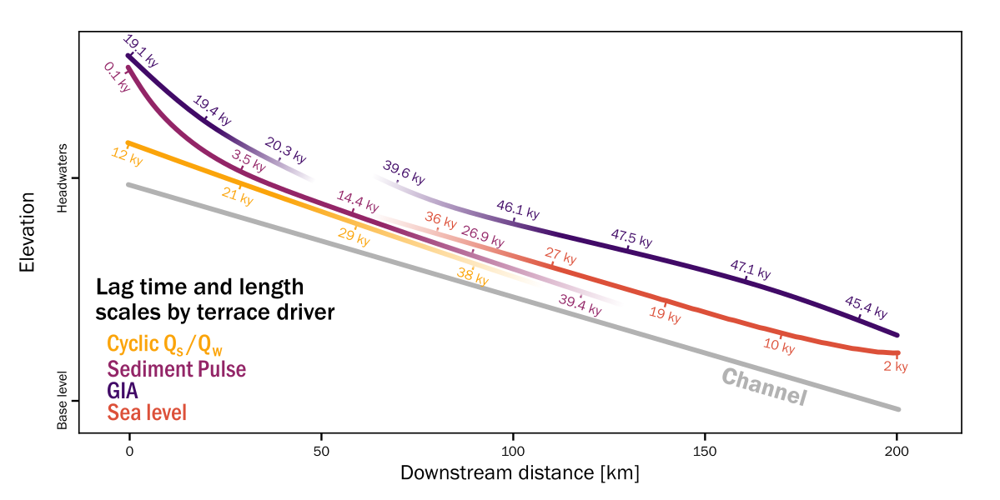 19.1 ky
0.1 ky
19.4 ky
20.3 ky
12 ky
3.5 ky
39.6 ky
21 ky
14.4 ky
46.1 ky
36 ky
26.9 ky
47.5 ky
29 ky
27 ky
47.1 ky
38 ky
39.4 ky
19 ky
45.4 ky
10 ky
2 ky
Channel
Headwaters
Elevation
Base level
Lag time and length
scales by terrace driver
Cyclic Qs/Qw
Sediment Pulse
GIA
Sea level
0 50 100 150 200
Downstream distance [km]